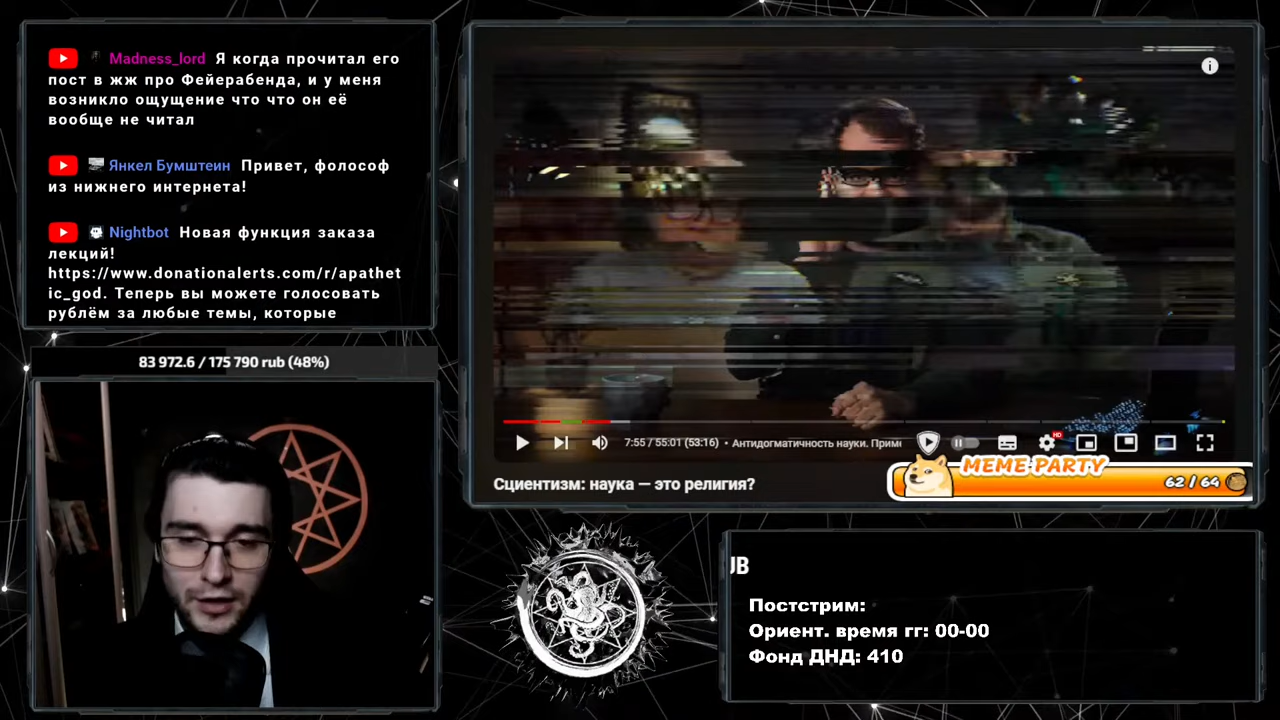 Madness_lord Я когда прочитал его
пост в жж про Фейерабенда, и у меня
возникло ощущение что что он её
вообще не читал
Янкел Бумштеин Привет, фолософ
из нижнего интернета!
Nightbot Новая функция заказа
лекций!
https://www.donationalerts.com/r/apathet
ic_god. Теперь вы можете голосовать
рублём за любые темы, которые
83 972.6 / 175 790 rub (48%)
7:55 / 55:01 (53:16) • Антидогматичность науки. Прим
HD
Сциентизм: наука — это религия?
MEME PARTY
62 / 64
UB
Постстрим:
Ориент. время гг: 00-00
Фонд ДНД: 410